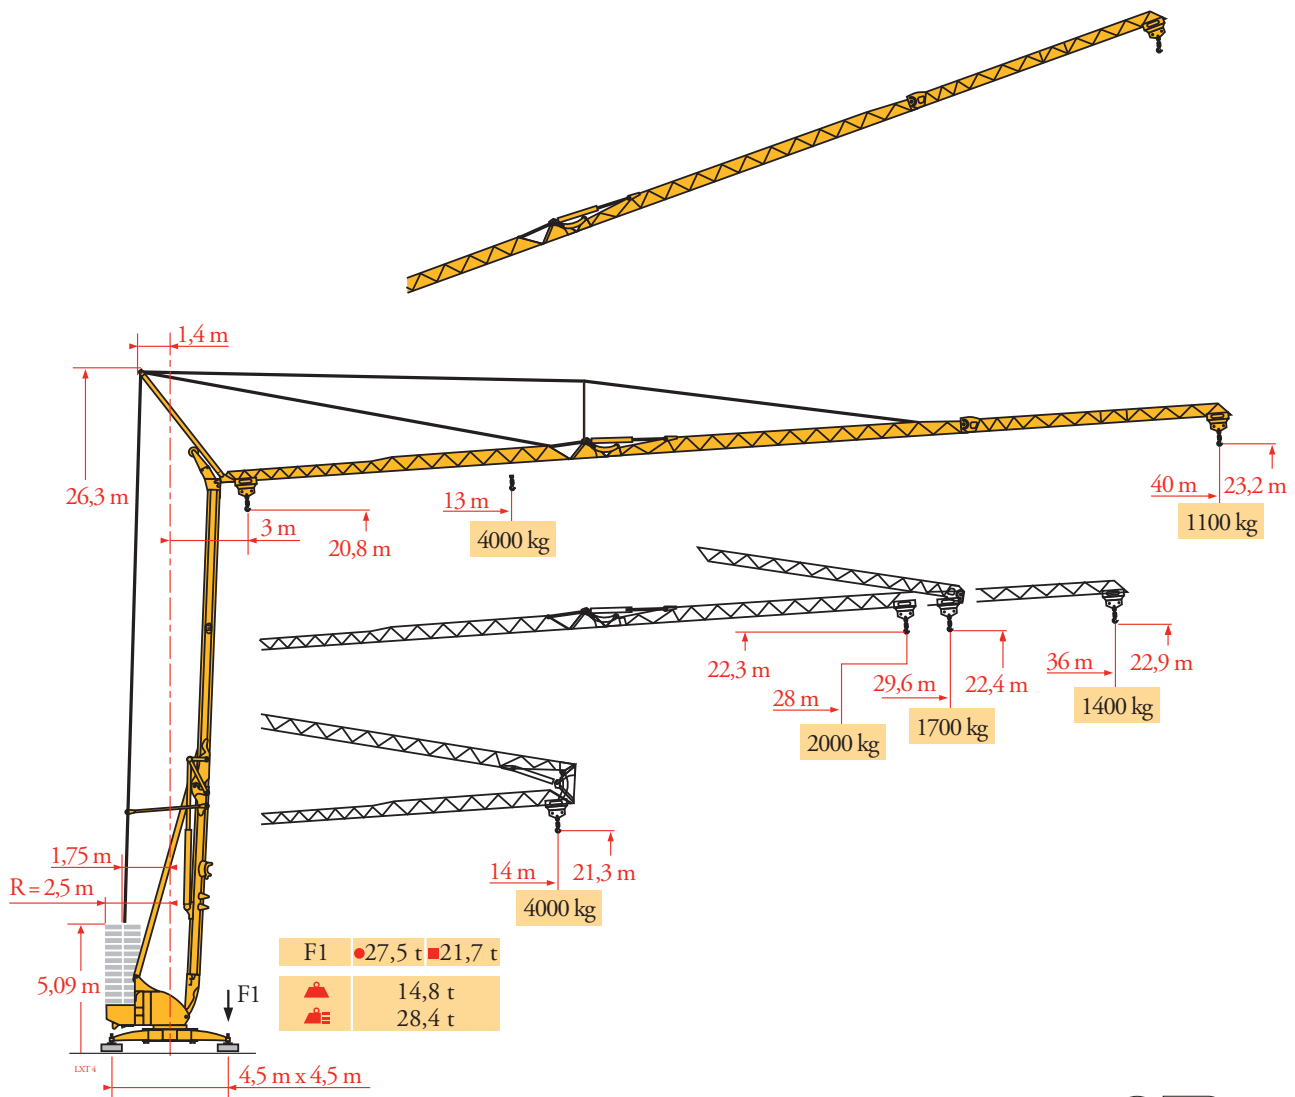 1,4 m
26,3 m
3 m
20,8 m
13 m
4000 kg
40 m
23,2 m
1100 kg
22,3 m
28 m
2000 kg
29,6 m
22,4 m
1700 kg
36 m
22,9 m
1400 kg
14 m
21,3 m
4000 kg
1,75 m
R = 2,5 m
5,09 m
F1
F1 27,5 t 21,7 t
14,8 t
28,4 t
LXT 4
4,5 m x 4,5 m